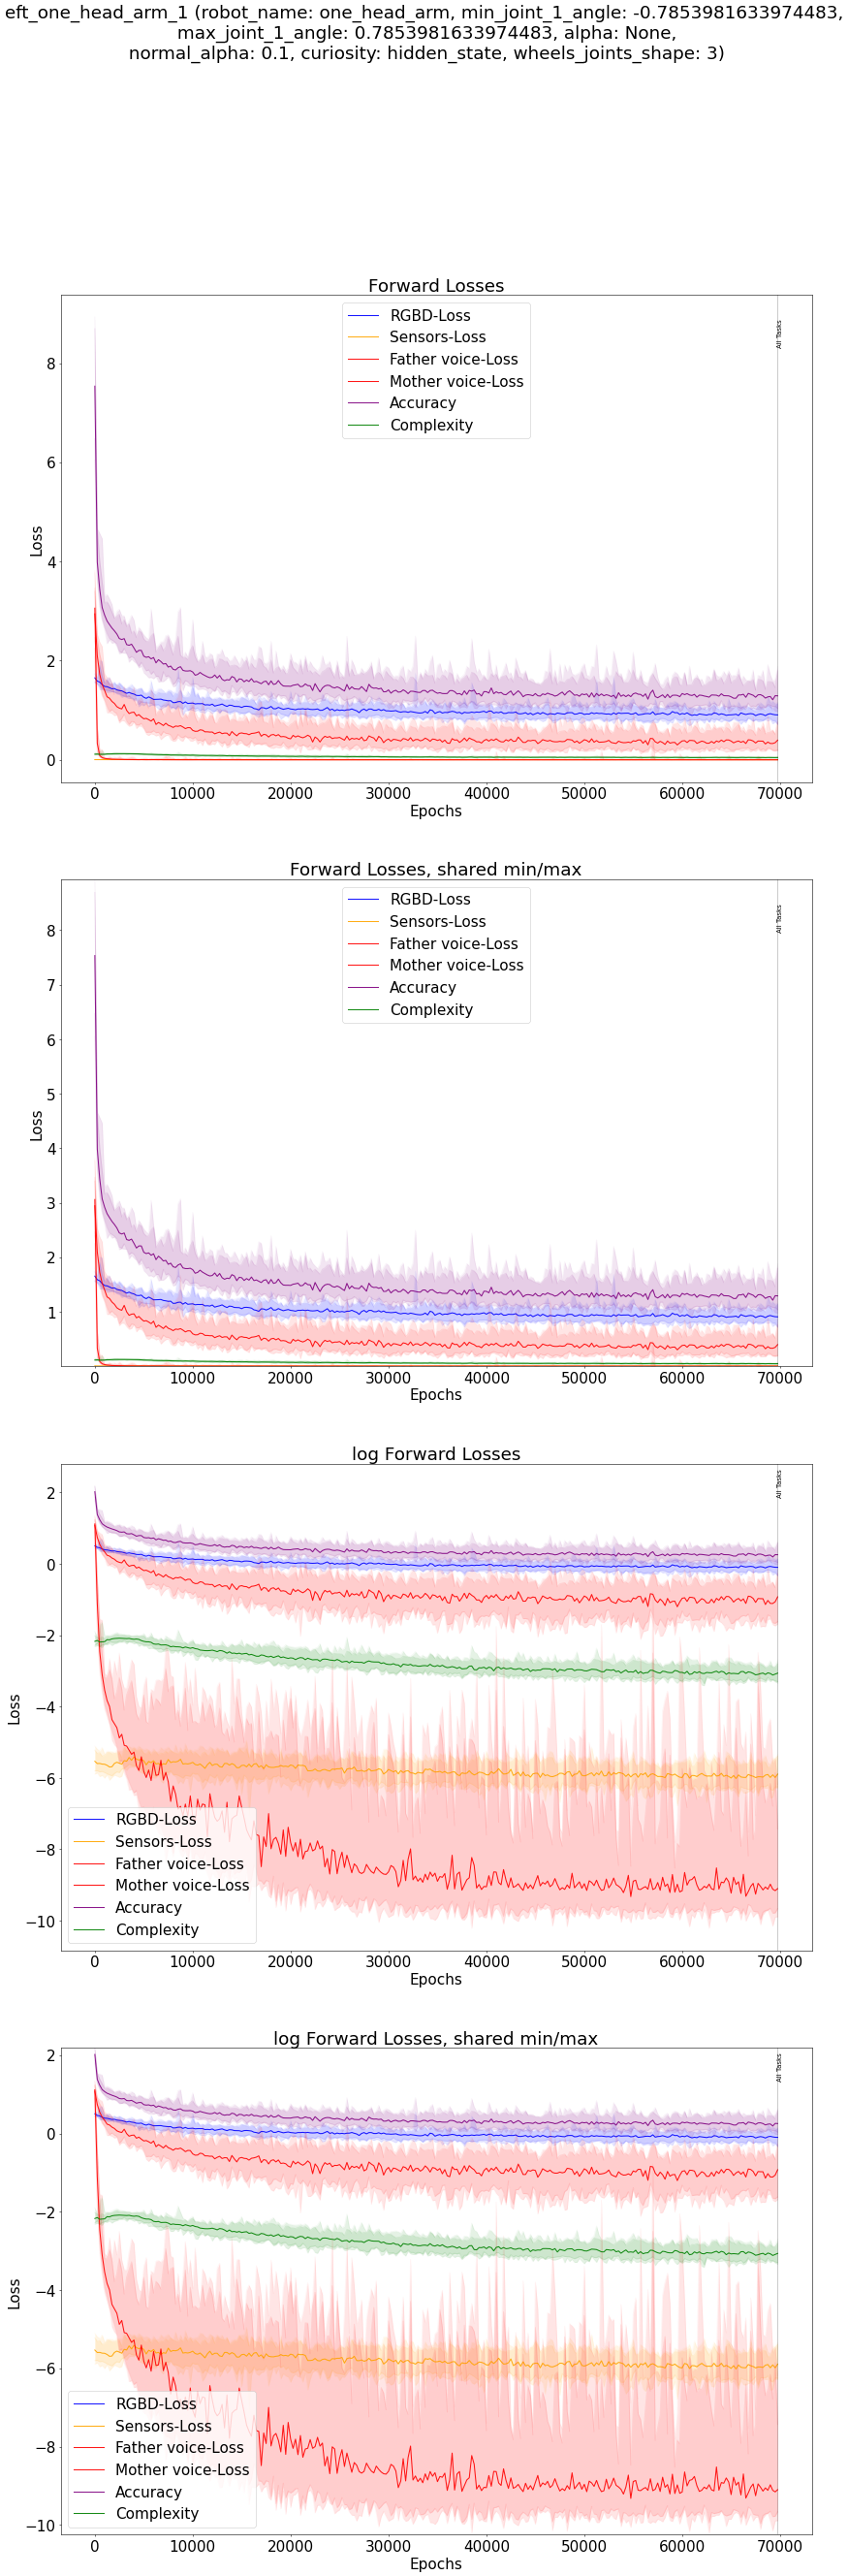 eft_one_head_arm_1 (robot_name: one_head_arm, min_joint_1_angle: -0.7853981633974483,
max_joint_1_angle: 0.7853981633974483, alpha: None,
normal_alpha: 0.1, curiosity: hidden_state, wheels_joints_shape: 3)
Forward Losses
RGBD-Loss
Sensors-Loss
Father voice-Loss
Mother voice-Loss
Accuracy
Complexity
All Tasks
8
6
4
2
0
Loss
0 10000 20000 30000 40000 50000 60000 70000
Epochs
Forward Losses, shared min/max
RGBD-Loss
Sensors-Loss
Father voice-Loss
Mother voice-Loss
Accuracy
Complexity
All Tasks
8
7
6
5
4
3
2
1
Loss
0 10000 20000 30000 40000 50000 60000 70000
Epochs
log Forward Losses
All Tasks
2
0
−2
−4
−6
−8
−10
Loss
RGBD-Loss
Sensors-Loss
Father voice-Loss
Mother voice-Loss
Accuracy
Complexity
0 10000 20000 30000 40000 50000 60000 70000
Epochs
log Forward Losses, shared min/max
All Tasks
2
0
−2
−4
−6
−8
−10
Loss
RGBD-Loss
Sensors-Loss
Father voice-Loss
Mother voice-Loss
Accuracy
Complexity
0 10000 20000 30000 40000 50000 60000 70000
Epochs